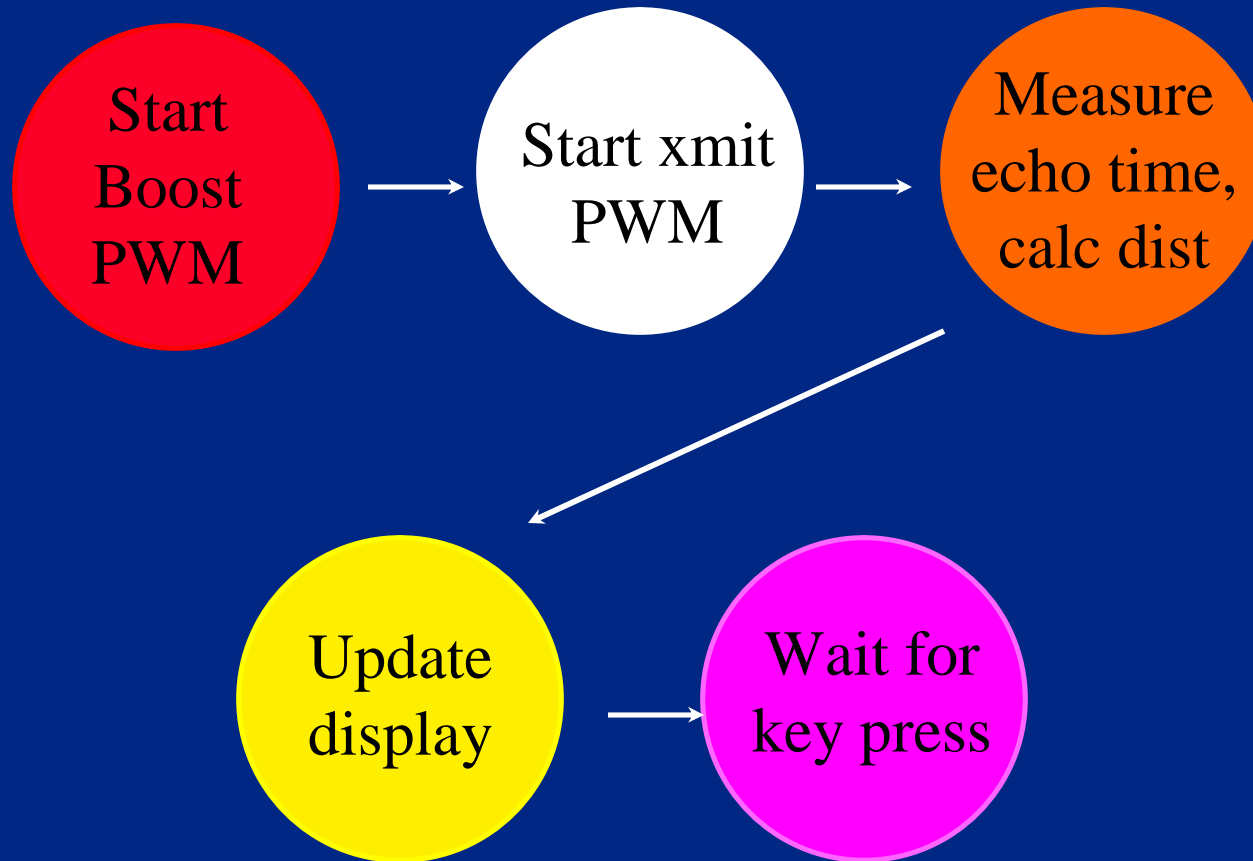 Start
Boost
PWM
Start xmit
PWM
Measure
echo time,
calc dist
Update
display
Wait for
key press